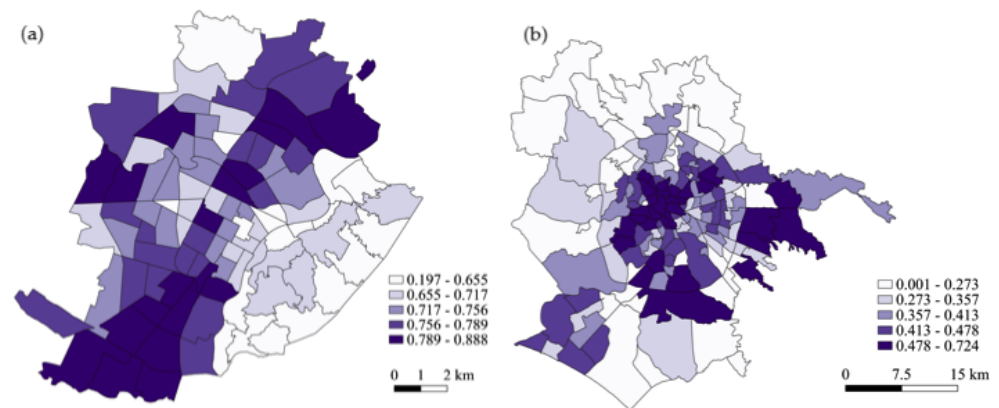 (a)
0.197 - 0.655
0.655 - 0.717
0.717 - 0.756
0.756 - 0.789
0.789 - 0.888
0 1 2 km
(b)
0.001 - 0.273
0.273 - 0.357
0.357 - 0.413
0.413 - 0.478
0.478 - 0.724
0 7.5 15 km